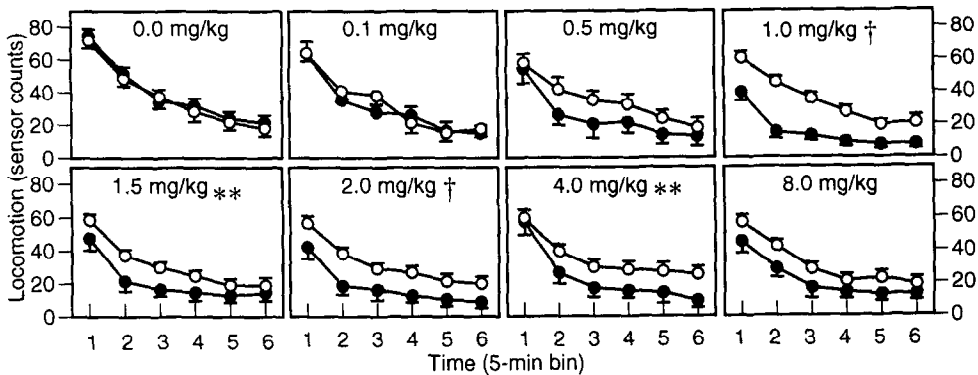 Locomotion (sensor counts)
80 0.0 mg/kg 0.1 mg/kg 0.5 mg/kg 1.0 mg/kg † 80
60 60
40 40
20 20
0 0
80 1.5 mg/kg ** 2.0 mg/kg † 4.0 mg/kg ** 8.0 mg/kg 80
60 60
40 40
20 20
0 0
1 2 3 4 5 6 1 2 3 4 5 6 1 2 3 4 5 6 1 2 3 4 5 6
Time (5-min bin)